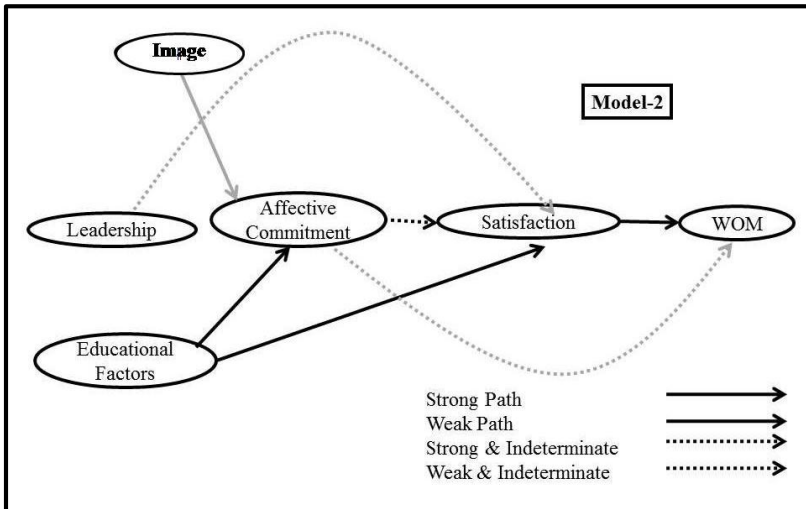 Image
Model-2
Leadership
Affective
Commitment
Satisfaction
WOM
Educational
Factors
Strong Path
Weak Path
Strong & Indeterminate
Weak & Indeterminate